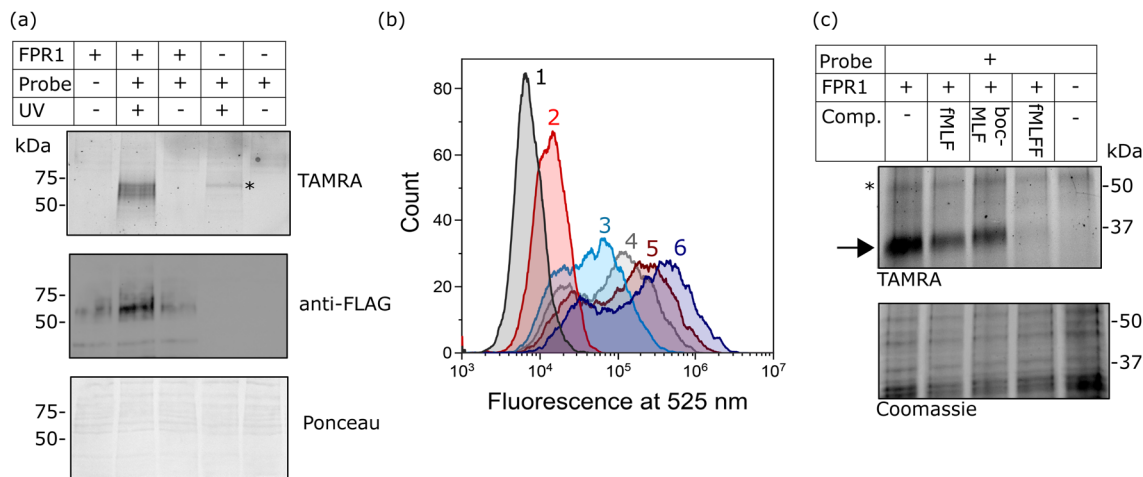 (a)
FPR1 + + + - -
Probe - + + + +
UV - + - + -
kDa
75-
50-
*
TAMRA
75-
50-
anti-FLAG
75-
50-
Ponceau
(b)
Count
80
60
40
20
0
1
2
3
4
5
6
10³ 10⁴ 10⁵ 10⁶ 10⁷
Fluorescence at 525 nm
(c)
Probe +
FPR1 + + + + -
Comp. - fMLF boc-MLF fMLFF -
kDa
*
-50
-37
TAMRA
-50
-37
Coomassie